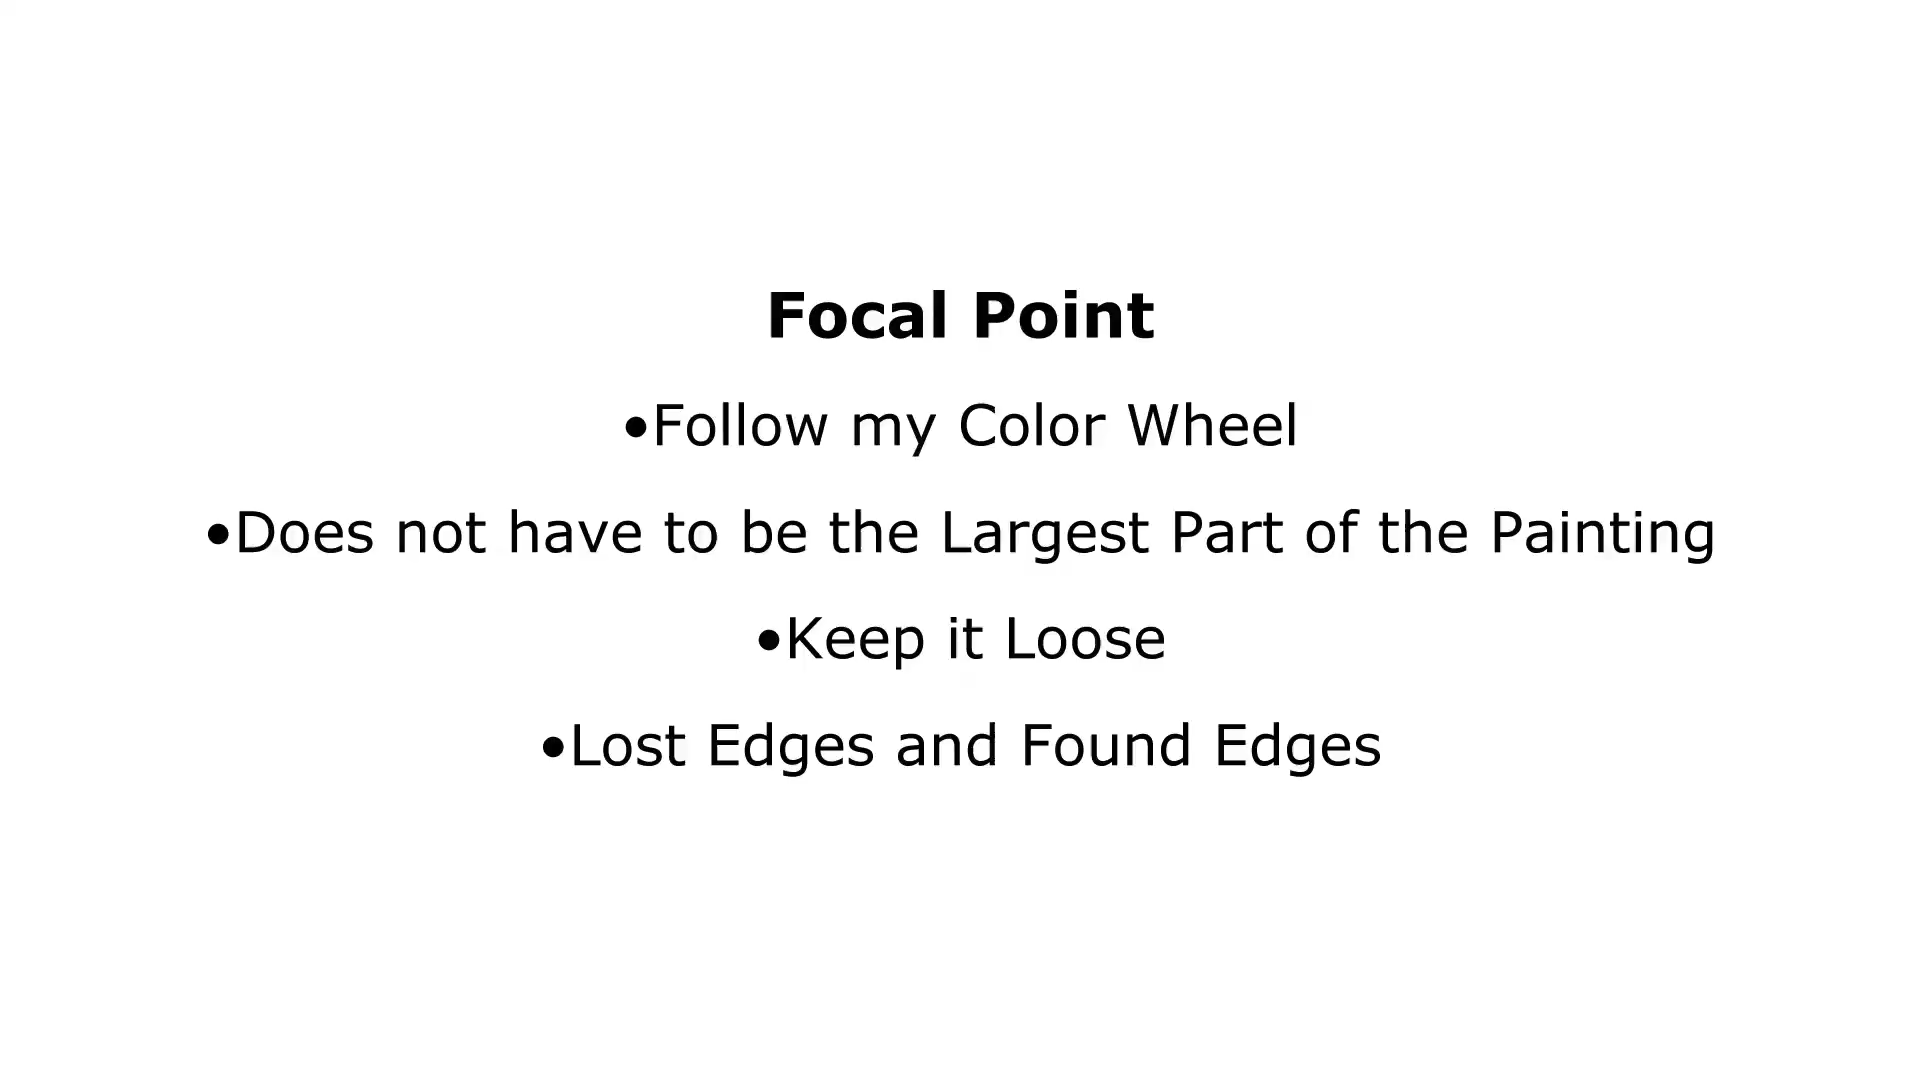 Focal Point
•Follow my Color Wheel
•Does not have to be the Largest Part of the Painting
•Keep it Loose
•Lost Edges and Found Edges